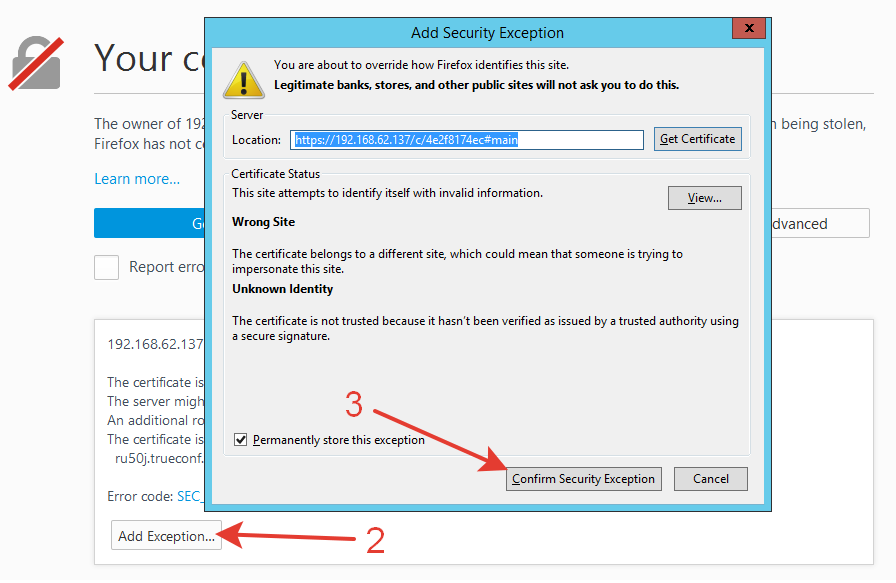 Add Security Exception
x
Your c
You are about to override how Firefox identifies this site.
Legitimate banks, stores, and other public sites will not ask you to do this.
Server
Location: https://192.168.62.137/c/4e2f8174ec#main Get Certificate
The owner of 192
being stolen,
Firefox has not c
Learn more...
Certificate Status
This site attempts to identify itself with invalid information.
View...
Wrong Site
G
dvanced
The certificate belongs to a different site, which could mean that someone is trying to
impersonate this site.
Report erro
Unknown Identity
The certificate is not trusted because it hasn't been verified as issued by a trusted authority using
a secure signature.
192.168.62.137
The certificate is
The server migh
An additional ro
The certificate is
ru50j.trueconf.
3
Permanently store this exception
Confirm Security Exception
Cancel
Error code: SEC_
Add Exception...
2